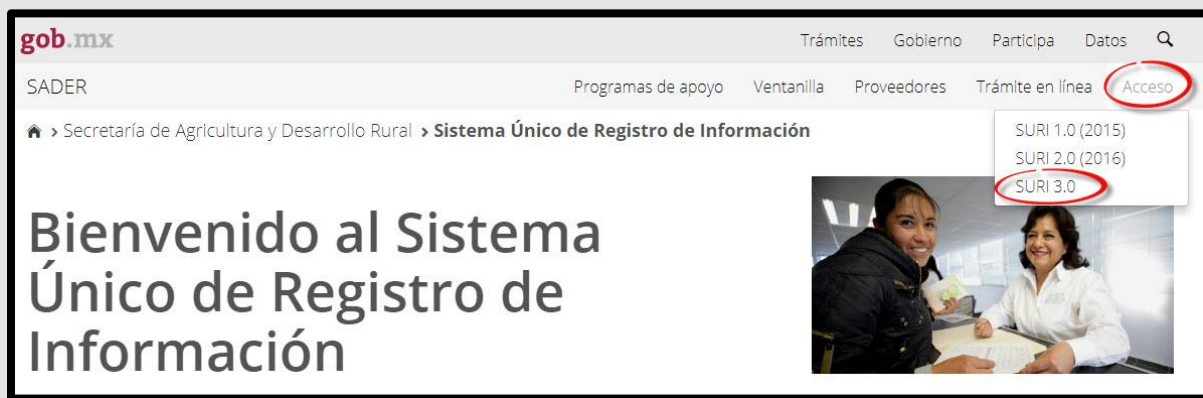 gob.mx
Trámites Gobierno Participa Datos
SADER
Programas de apoyo Ventanilla Proveedores Trámite en línea Acceso
> Secretaría de Agricultura y Desarrollo Rural > Sistema Único de Registro de Información
SURI 1.0 (2015)
SURI 2.0 (2016)
SURI 3.0
Bienvenido al Sistema
Único de Registro de
Información